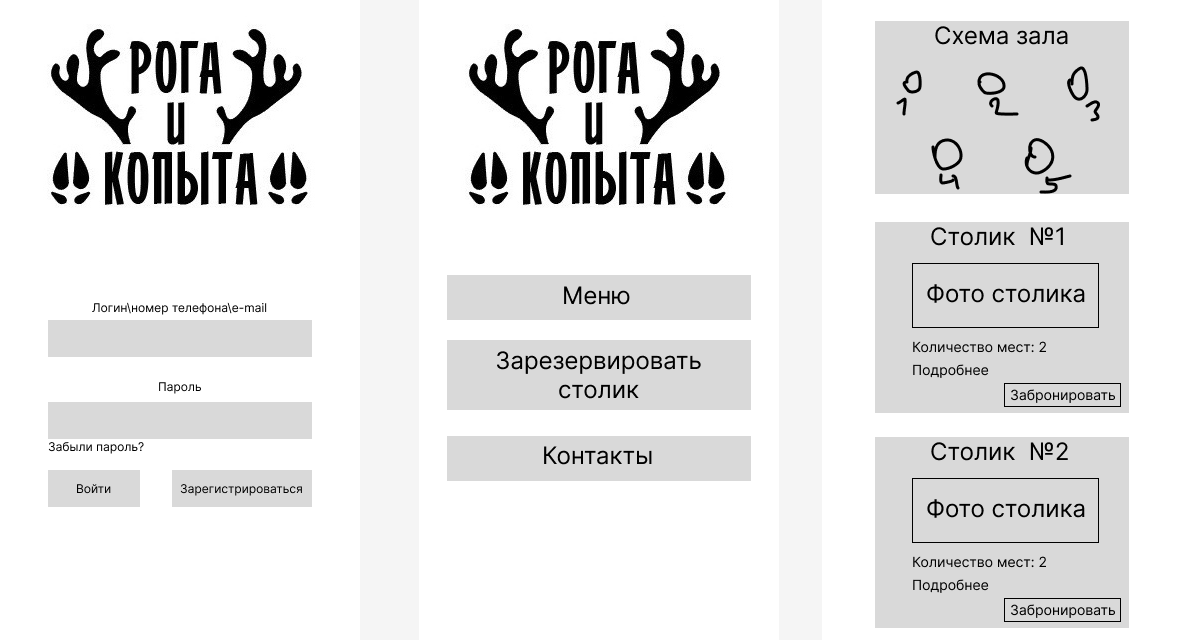 РОГА
И
КОПЫТА
Логин\номер телефона\e-mail
Пароль
Забыли пароль?
Войти
Зарегистрироваться
РОГА
И
КОПЫТА
Меню
Зарезервировать
столик
Контакты
Схема зала
1 2 3
4 5
Столик №1
Фото столика
Количество мест: 2
Подробнее
Забронировать
Столик №2
Фото столика
Количество мест: 2
Подробнее
Забронировать